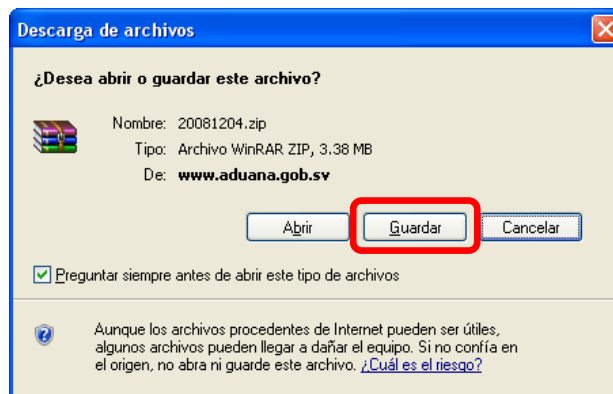 Descarga de archivos
¿Desea abrir o guardar este archivo?
Nombre: 20081204.zip
Tipo: Archivo WinRAR ZIP, 3.38 MB
De: www.aduana.gob.sv
Abrir Guardar Cancelar
Preguntar siempre antes de abrir este tipo de archivos
Aunque los archivos procedentes de Internet pueden ser útiles,
algunos archivos pueden llegar a dañar el equipo. Si no confía en
el origen, no abra ni guarde este archivo. ¿Cuál es el riesgo?